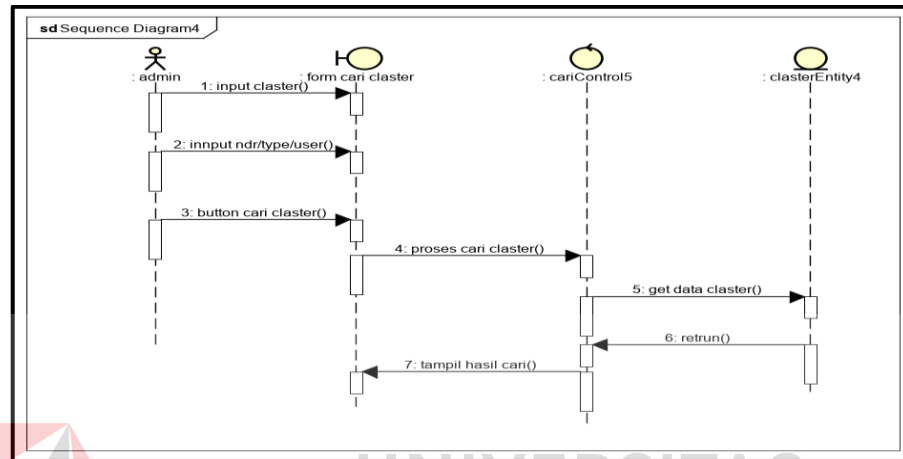 sd Sequence Diagram4
: admin
: form cari claster
: cariControl5
: clasterEntity4
1: input claster()
2: innput ndr/type/user()
3: button cari claster()
4: proses cari claster()
5: get data claster()
6: retrun()
7: tampil hasil cari()
UNIVERSITAS